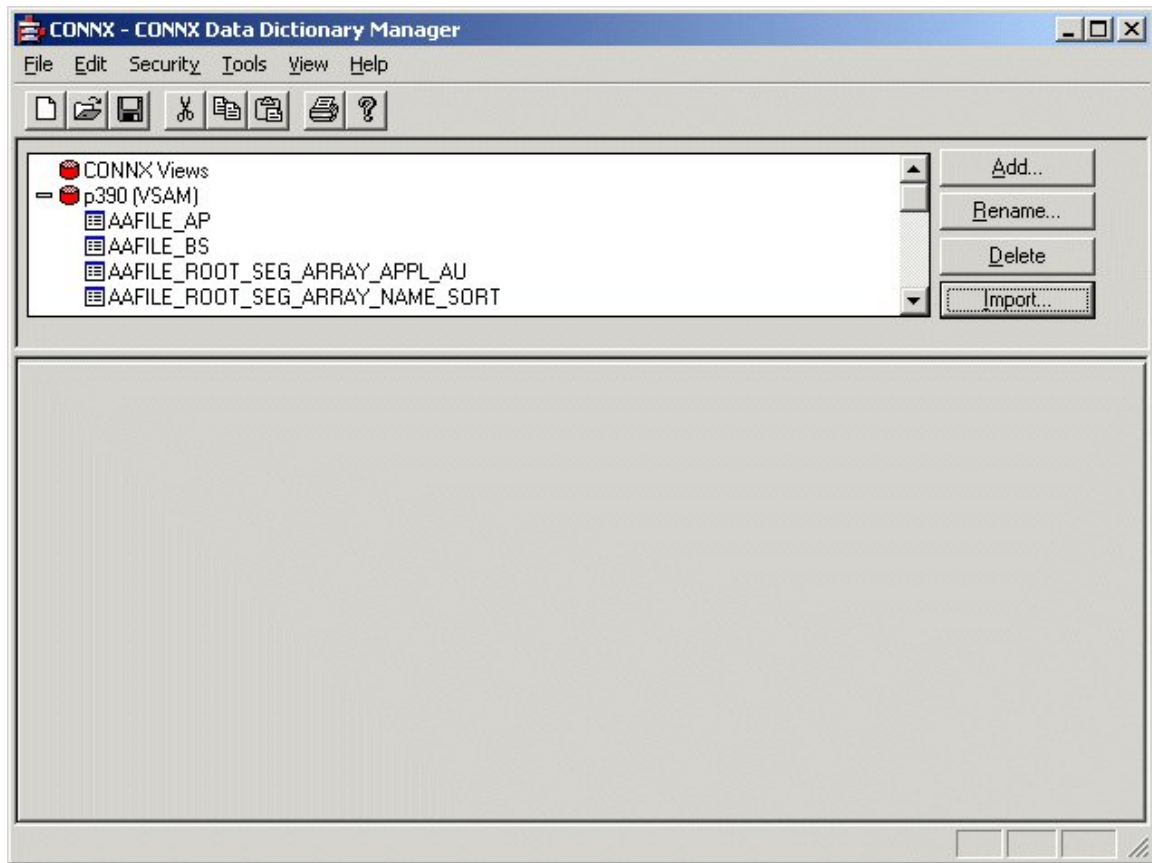 CONNX - CONNX Data Dictionary Manager
File Edit Security Tools View Help
CONNX Views
p390 (VSAM)
AAFILE_AP
AAFILE_BS
AAFILE_ROOT_SEG_ARRAY_APPL_AU
AAFILE_ROOT_SEG_ARRAY_NAME_SORT
Add...
Rename...
Delete
Import...